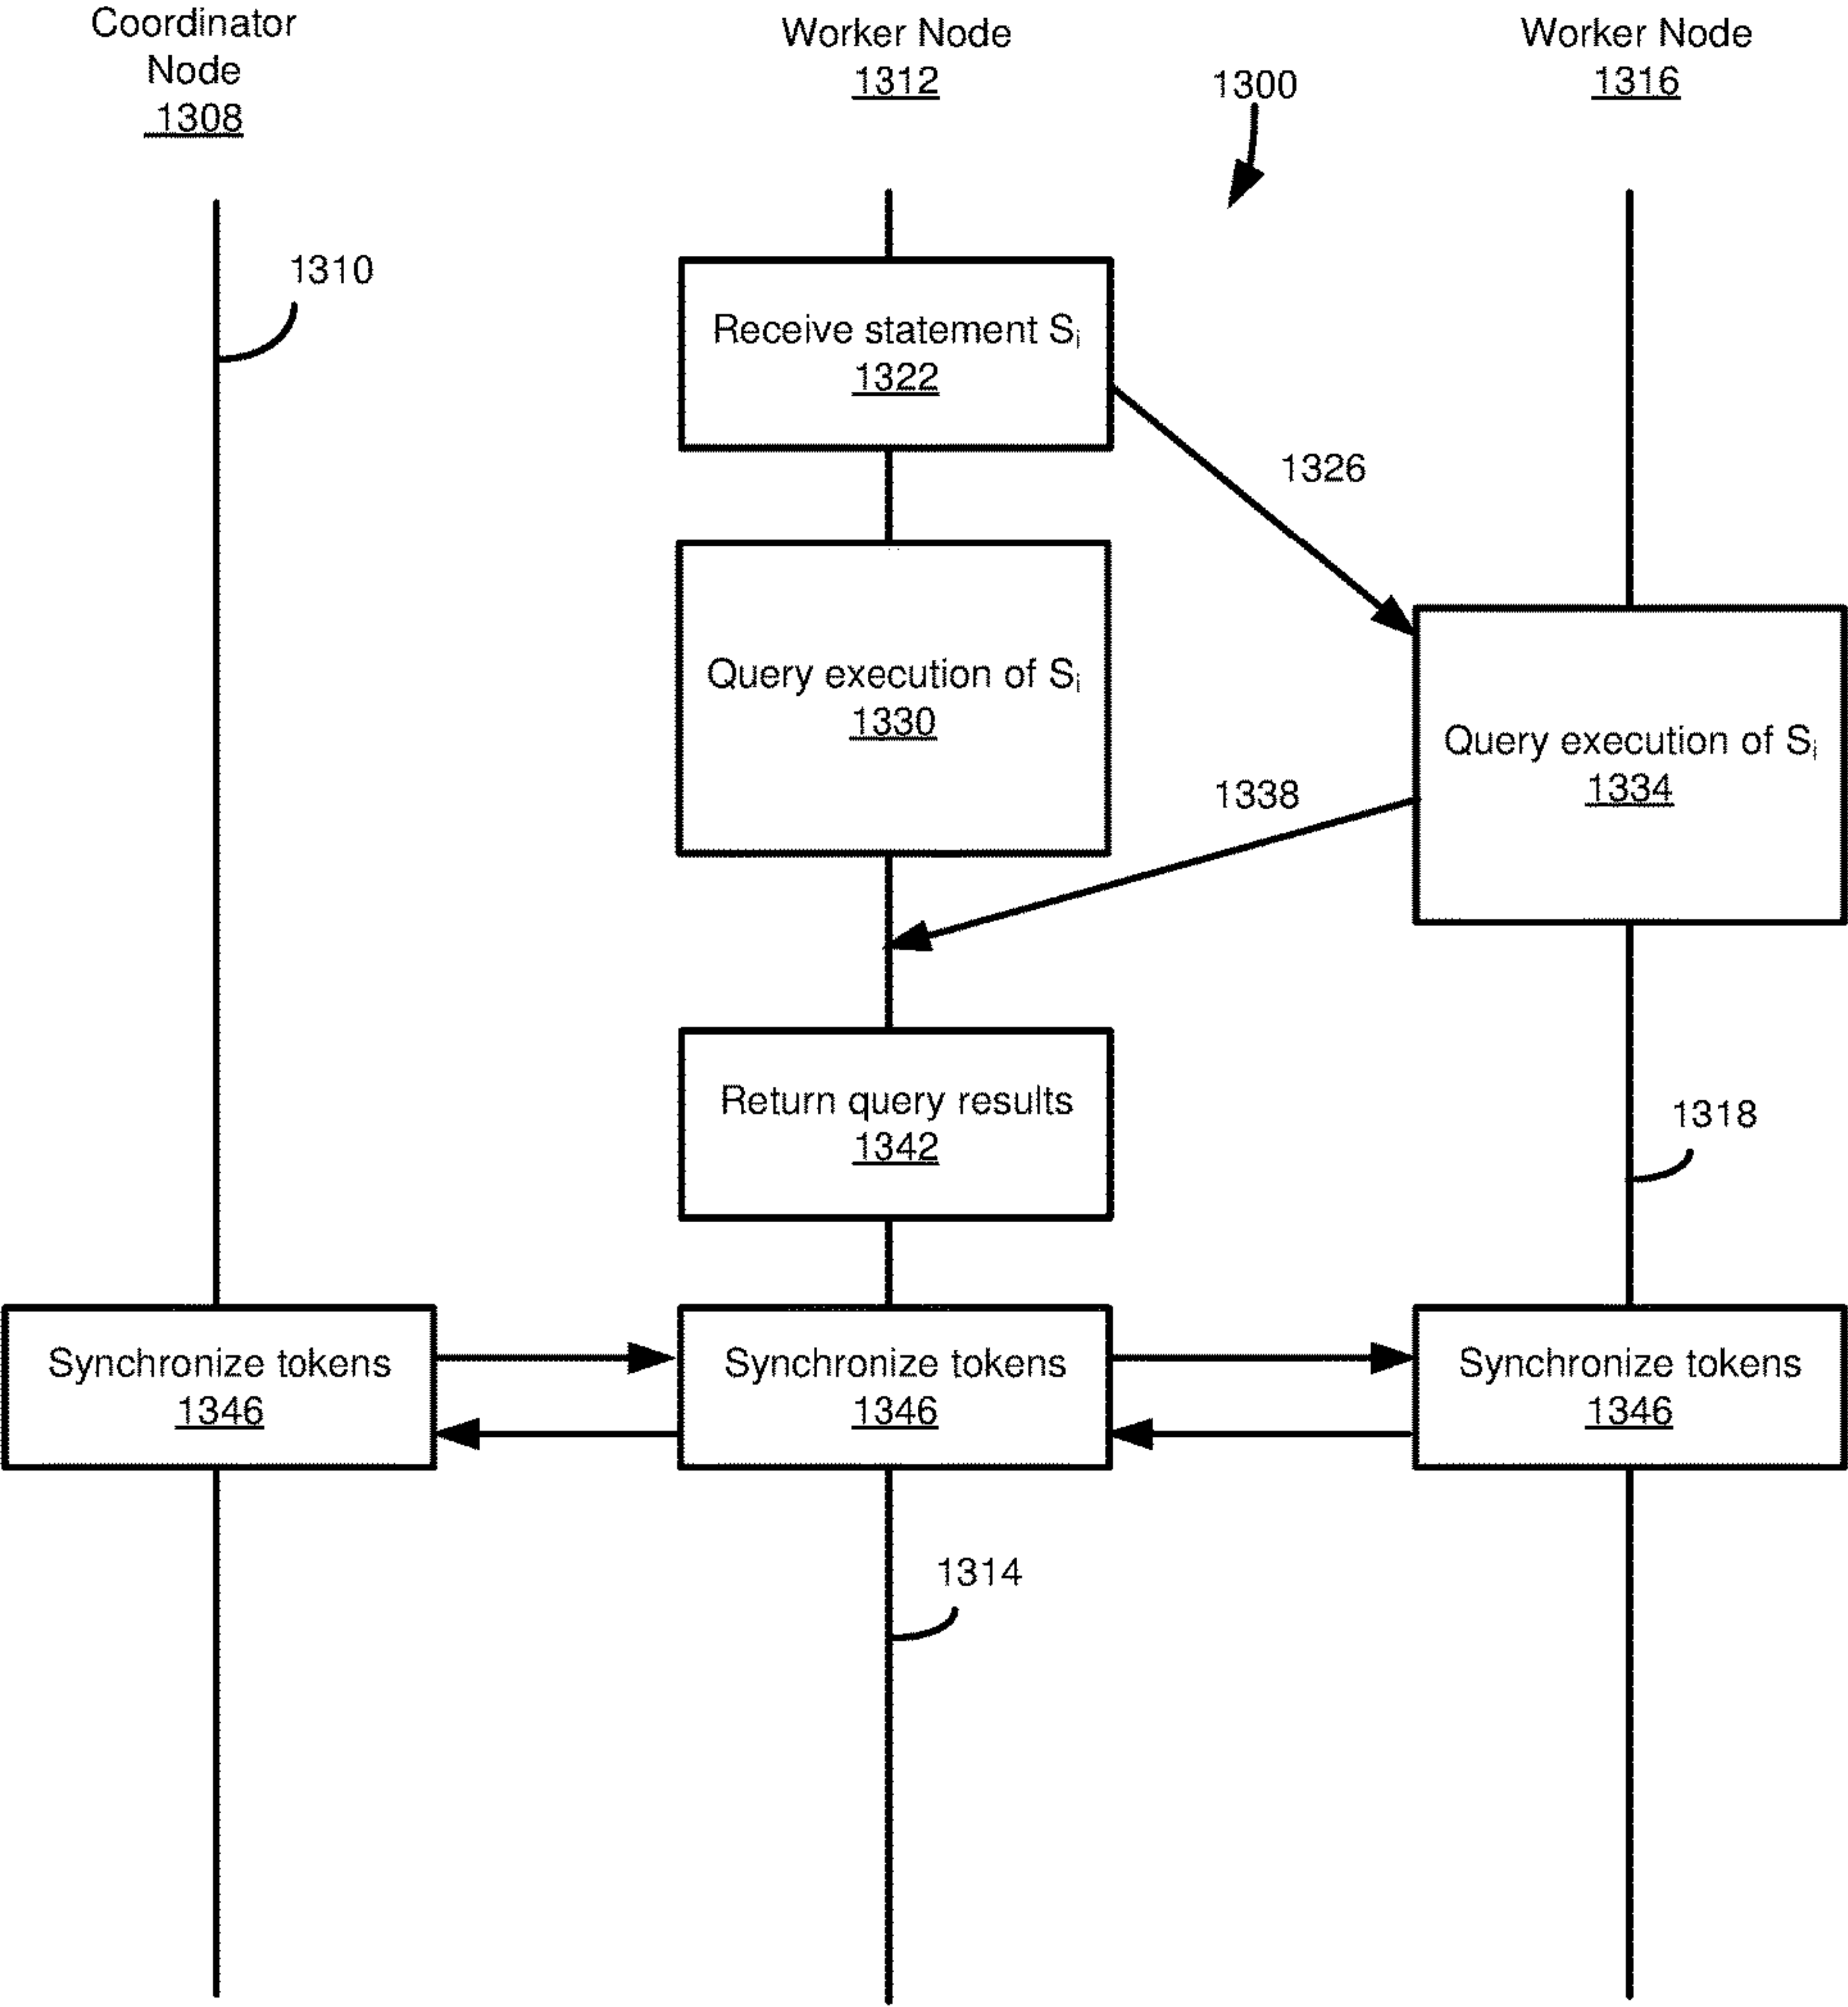 Coordinator
Node
1308
Worker Node
1312
1300
Worker Node
1316
1310
Receive statement Si
1322
1326
Query execution of Si
1330
Query execution of Si
1334
1338
Return query results
1342
1318
Synchronize tokens
1346
Synchronize tokens
1346
Synchronize tokens
1346
1314